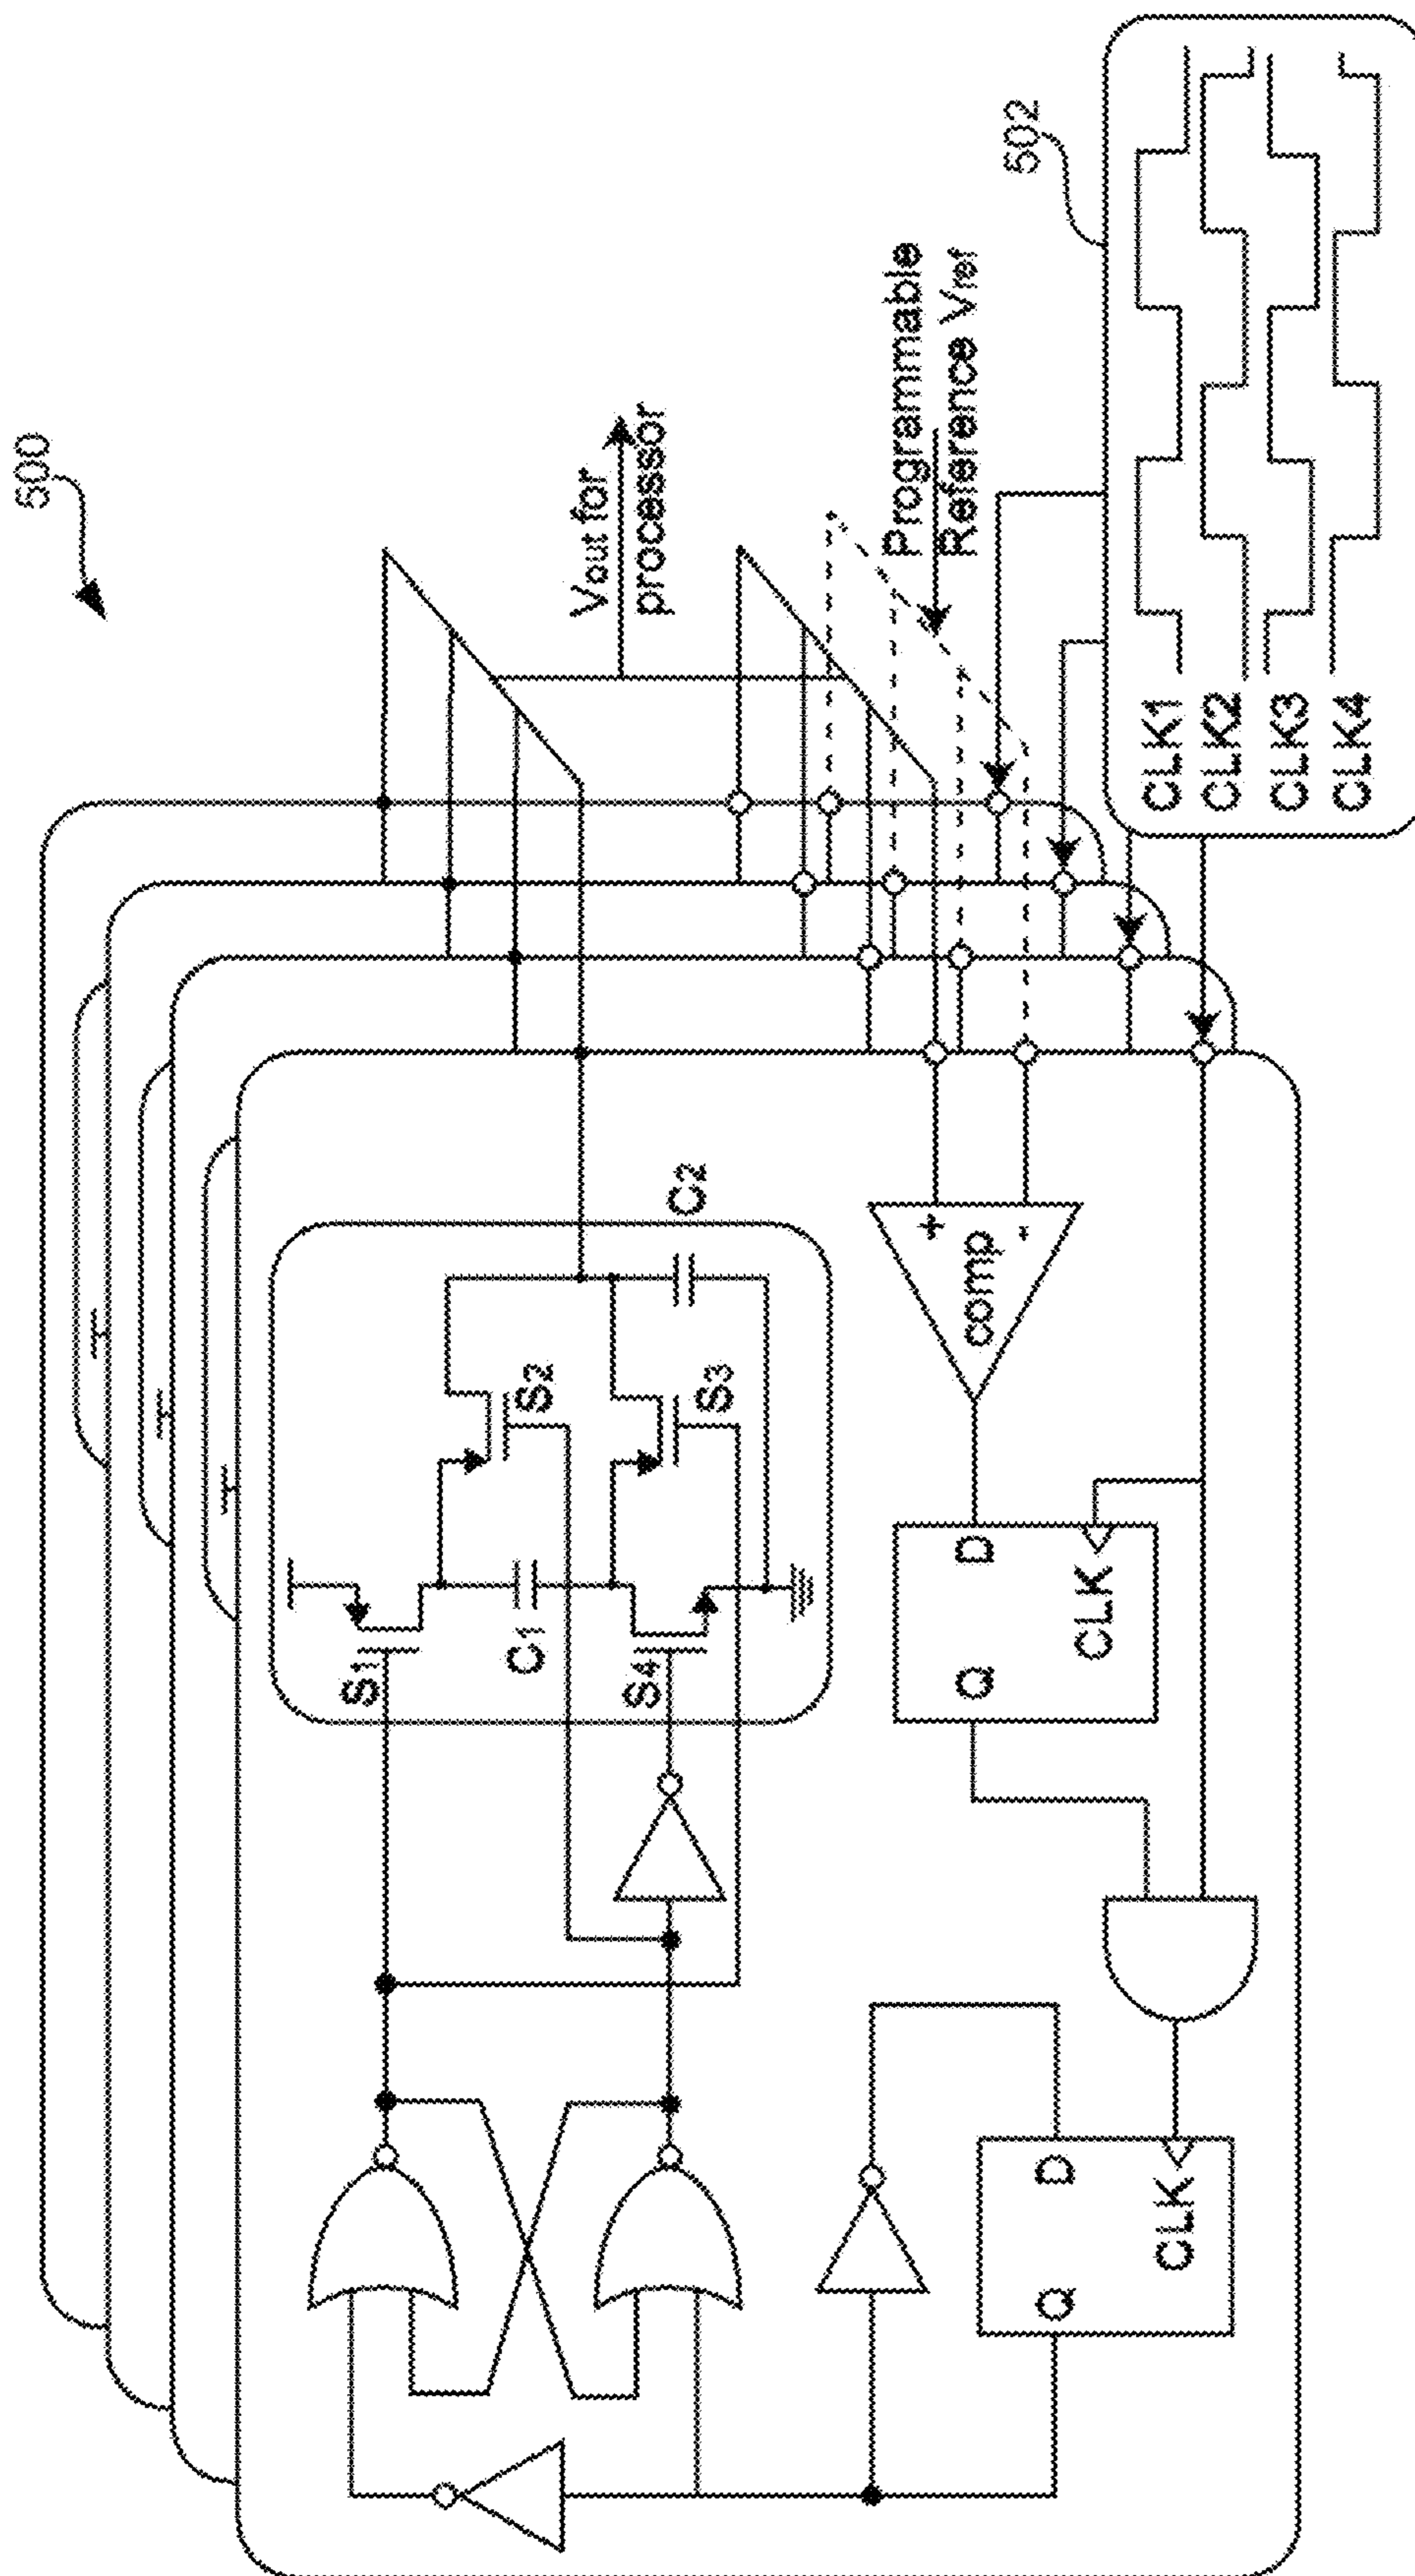 500
Vout for
processor
Programmable
Reference Vref
502
CLK1
CLK2
CLK3
CLK4
S1
C1
S2
S4
S3
C2
comp
+
-
D
Q
CLK
D
Q
CLK